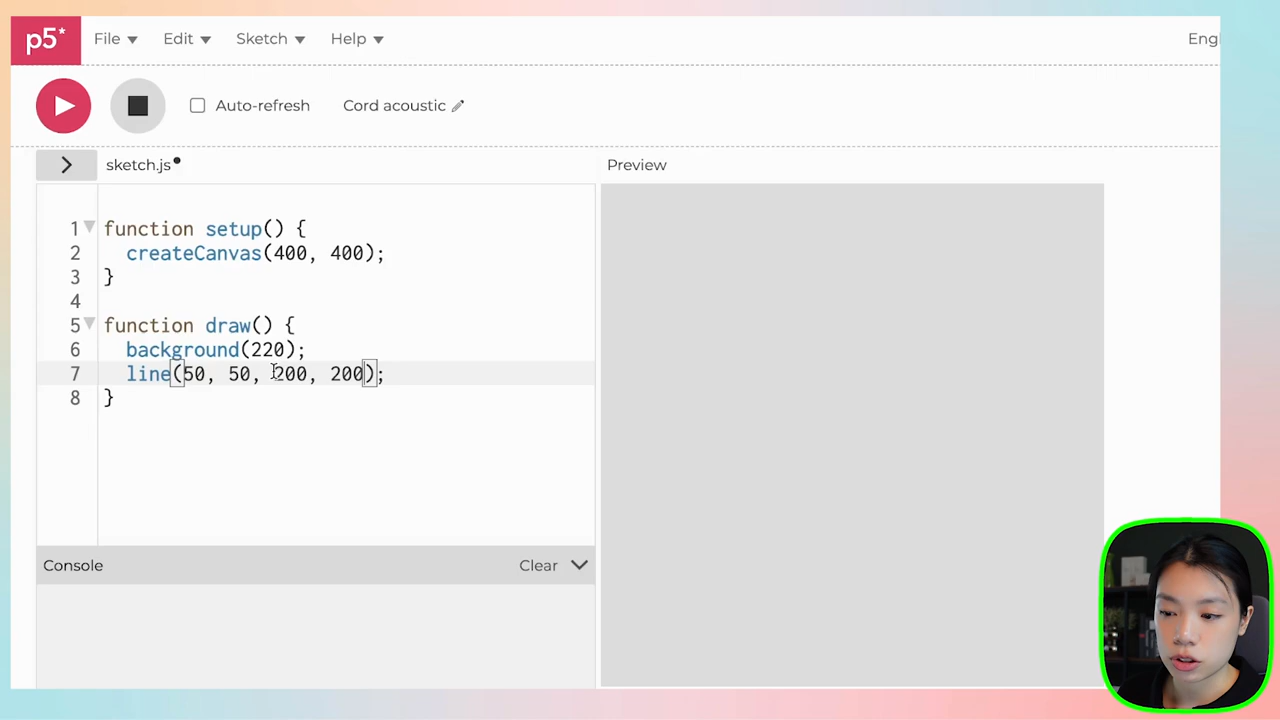 p5* File Edit Sketch Help Engl
Auto-refresh Cord acoustic
> sketch.js• Preview
1 function setup() {
2 createCanvas(400, 400);
3 }
4
5 function draw() {
6 background(220);
7 line(50, 50, 200, 200);
8 }
Console Clear